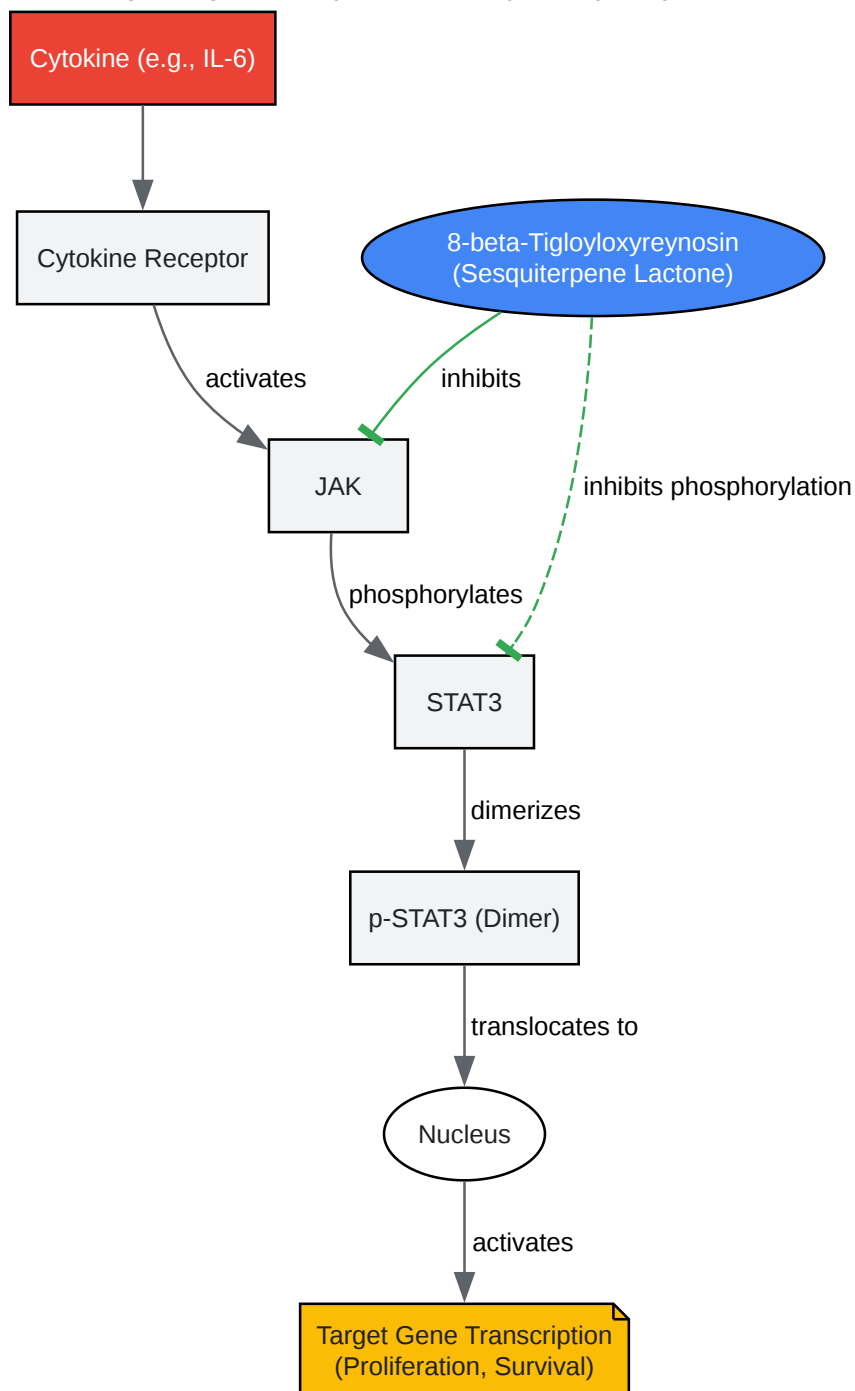 Cytokine (e.g., IL-6)
Cytokine Receptor
8-beta-Tigloyloxyreynosin
(Sesquiterpene Lactone)
activates
inhibits
JAK
inhibits phosphorylation
phosphorylates
STAT3
dimerizes
p-STAT3 (Dimer)
translocates to
Nucleus
activates
Target Gene Transcription
(Proliferation, Survival)